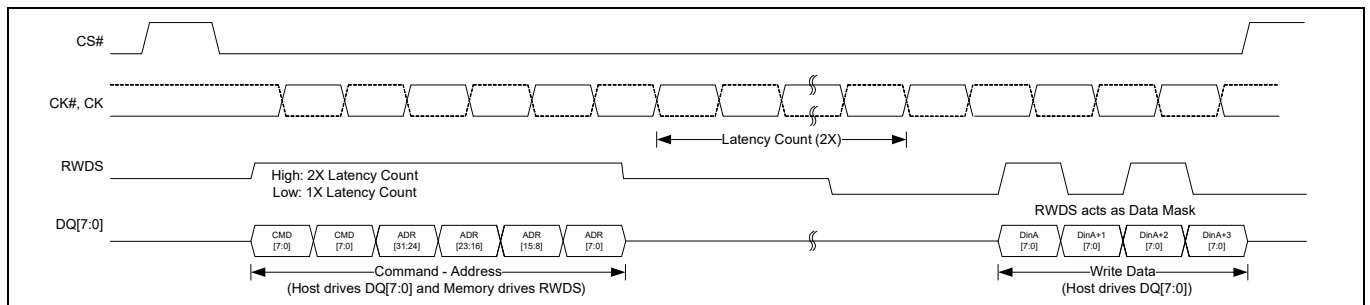 CS#
CK#, CK
Latency Count (2X)
RWDS
High: 2X Latency Count
Low: 1X Latency Count
RWDS acts as Data Mask
DQ[7:0]
CMD [7:0]
CMD [7:0]
ADR [31:24]
ADR [23:16]
ADR [15:8]
ADR [7:0]
DinA [7:0]
DinA+1 [7:0]
DinA+2 [7:0]
DinA+3 [7:0]
Command - Address
(Host drives DQ[7:0] and Memory drives RWDS)
Write Data
(Host drives DQ[7:0])